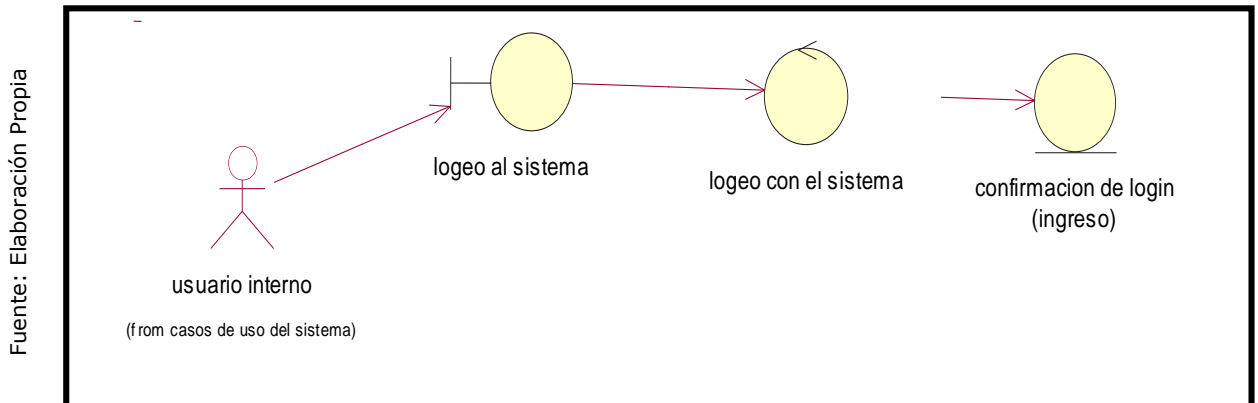 Fuente: Elaboración Propia
logeo al sistema
logeo con el sistema
confirmacion de login
(ingreso)
usuario interno
(from casos de uso del sistema)